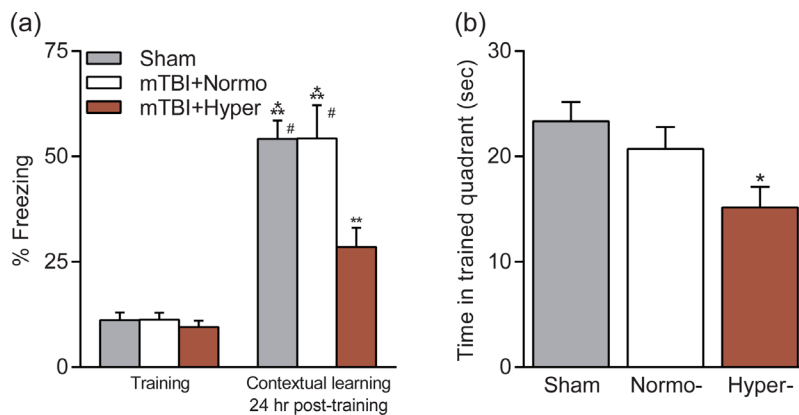 (a)
75
50
25
0
% Freezing
Sham
mTBI+Normo
mTBI+Hyper
⁂
#
⁂
#
**
Training
Contextual learning
24 hr post-training
(b)
30
20
10
0
Time in trained quadrant (sec)
*
Sham
Normo-
Hyper-